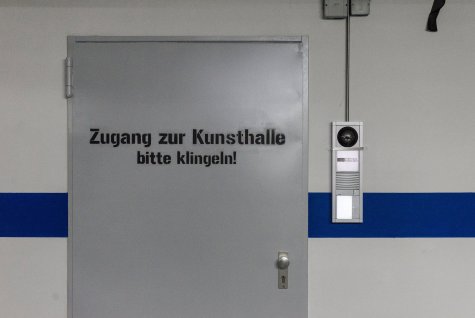 Zugang zur Kunsthalle
bitte klingeln!